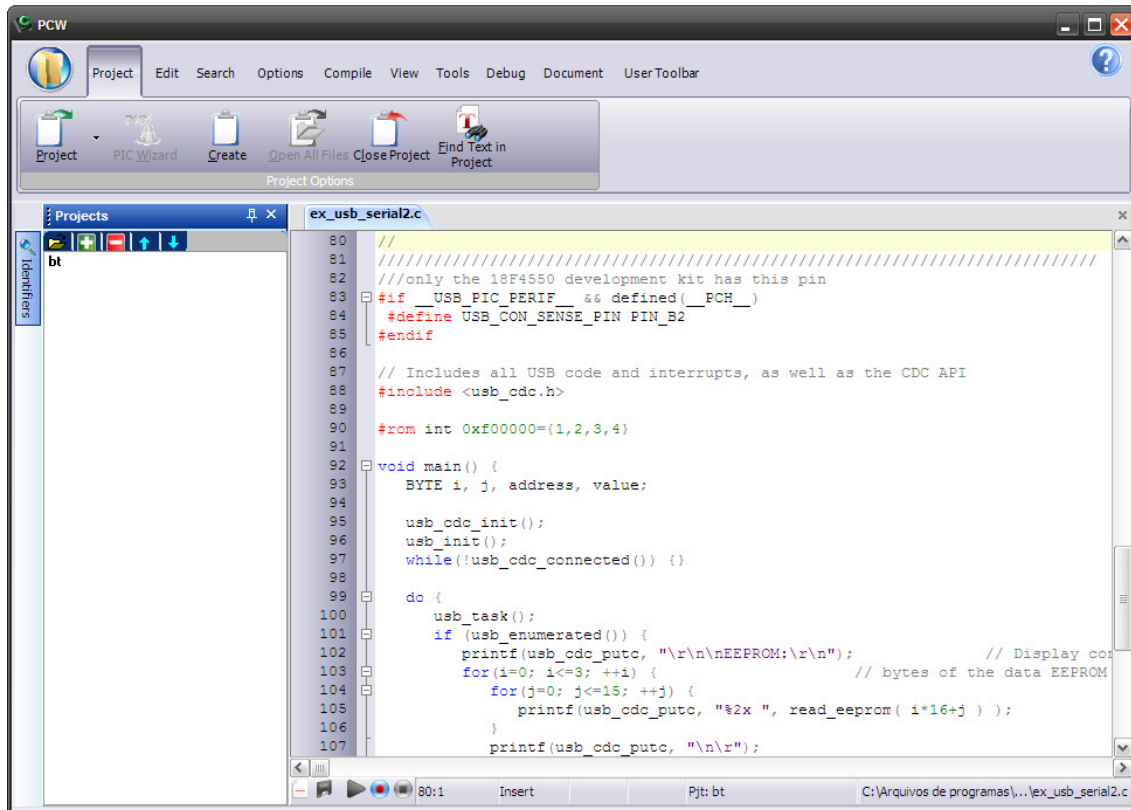 PCW
Project Edit Search Options Compile View Tools Debug Document User Toolbar
Project PIC Wizard Create Open All Files Close Project Find Text in Project
Project Options
Projects
ex_usb_serial2.c
Identifiers
bt
80 //
81 //////////////////////////////////////////////////////////////////////////////
82 ///only the 18F4550 development kit has this pin
83 #if __USB_PIC_PERIF__ && defined(__PCH__)
84 #define USB_CON_SENSE_PIN PIN_B2
85 #endif
86
87 // Includes all USB code and interrupts, as well as the CDC API
88 #include <usb_cdc.h>
89
90 #rom int 0xf00000={1,2,3,4}
91
92 void main() {
93 BYTE i, j, address, value;
94
95 usb_cdc_init();
96 usb_init();
97 while(!usb_cdc_connected()) {}
98
99 do {
100 usb_task();
101 if (usb_enumerated()) {
102 printf(usb_cdc_putc, "\r\n\nEEPROM:\r\n"); // Display con
103 for(i=0; i<=3; ++i) { // bytes of the data EEPROM
104 for(j=0; j<=15; ++j) {
105 printf(usb_cdc_putc, "%2x ", read_eeprom( i*16+j ) );
106 }
107 printf(usb_cdc_putc, "\n\r");
80:1 Insert Pjt: bt C:\Arquivos de programas\...\ex_usb_serial2.c